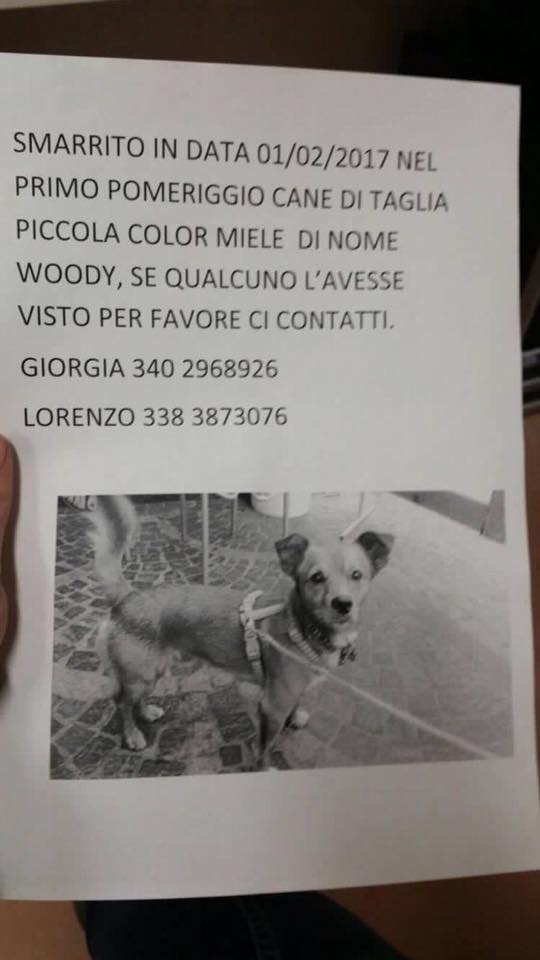 SMARRITO IN DATA 01/02/2017 NEL
PRIMO POMERIGGIO CANE DI TAGLIA
PICCOLA COLOR MIELE DI NOME
WOODY, SE QUALCUNO L'AVESSE
VISTO PER FAVORE CI CONTATTI.
GIORGIA 340 2968926
LORENZO 338 3873076